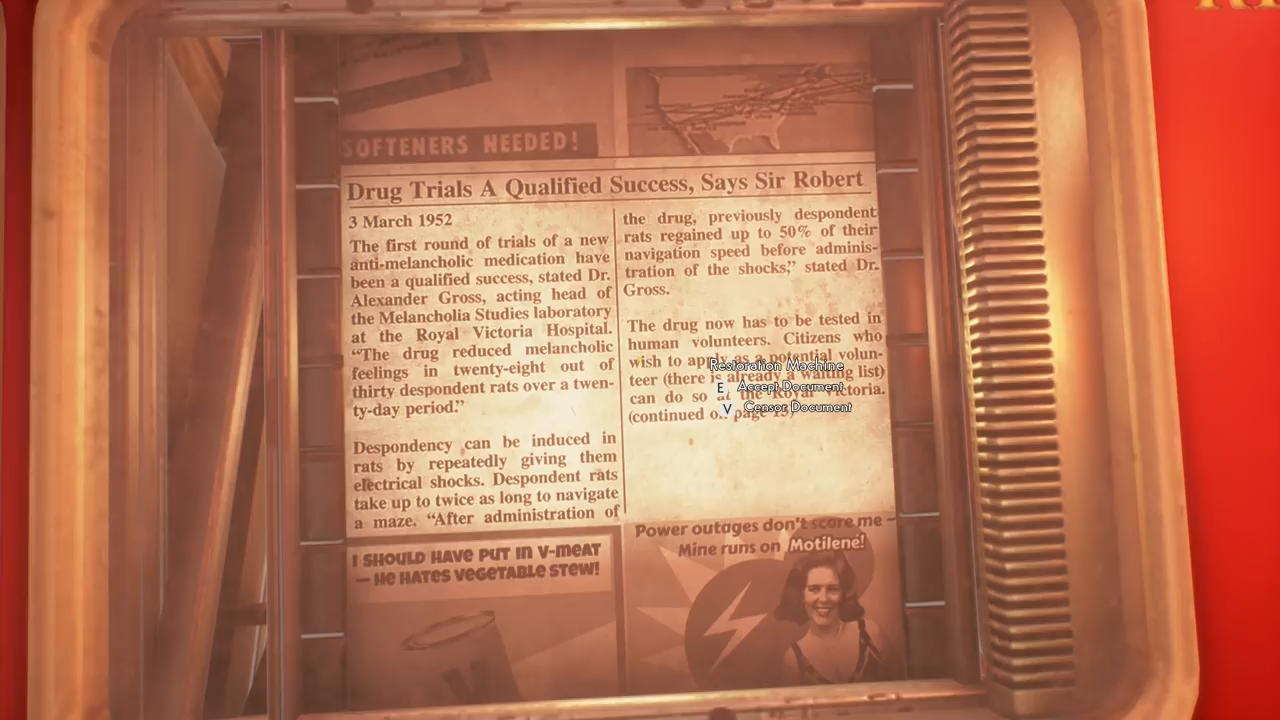 SOFTENERS NEEDED!
Drug Trials A Qualified Success, Says Sir Robert
3 March 1952
The first round of trials of a new
anti-melancholic medication have
been a qualified success, stated Dr.
Alexander Gross, acting head of
the Melancholia Studies laboratory
at the Royal Victoria Hospital.
“The drug reduced melancholic
feelings in twenty-eight out of
thirty despondent rats over a twen-
ty-day period.”
Despondency can be induced in
rats by repeatedly giving them
electrical shocks. Despondent rats
take up to twice as long to navigate
a maze. “After administration of
the drug, previously despondent
rats regained up to 50% of their
navigation speed before adminis-
tration of the shocks,” stated Dr.
Gross.
The drug now has to be tested in
human volunteers. Citizens who
wish to apply as a potential volun-
teer (there is already a waiting list)
can do so at the Royal Victoria.
(continued on page 13)
Restoration Machine
E Accept Document
V Censor Document
I SHOULD HAVE PUT IN V-MEAT
— HE HATES VEGETABLE STEW!
Power outages don't scare me –
Mine runs on Motilene!